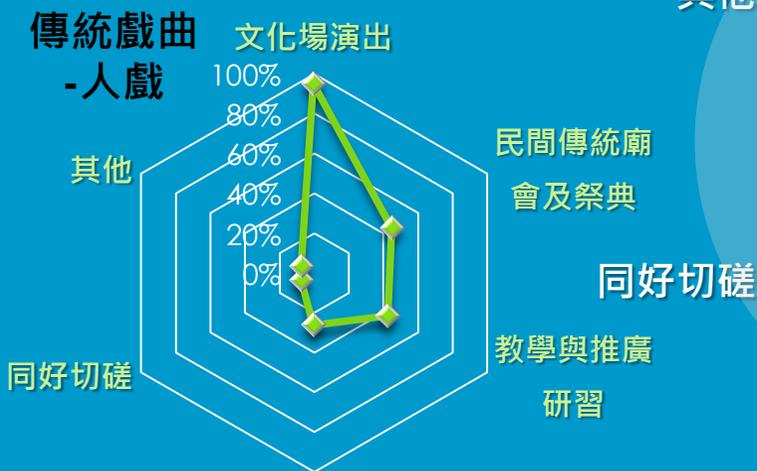 傳統戲曲
-人戲
文化場演出
100%
80%
60%
40%
20%
0%
民間傳統廟
會及祭典
教學與推廣
研習
同好切磋
其他
其他
同好切磋